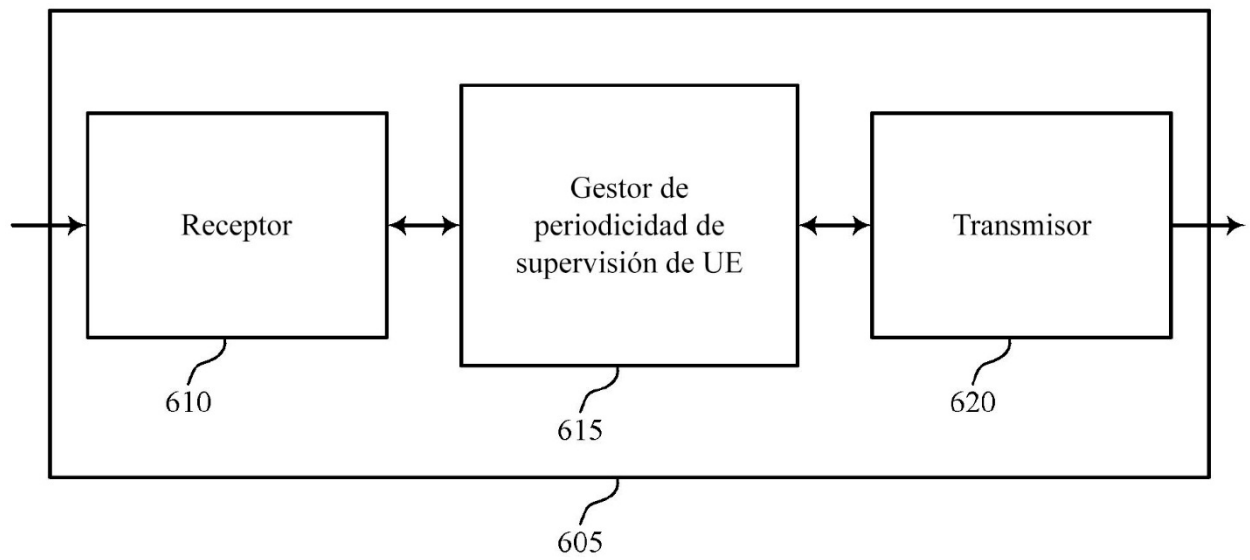 Receptor
Gestor de
periodicidad de
supervisión de UE
Transmisor
610
615
620
605